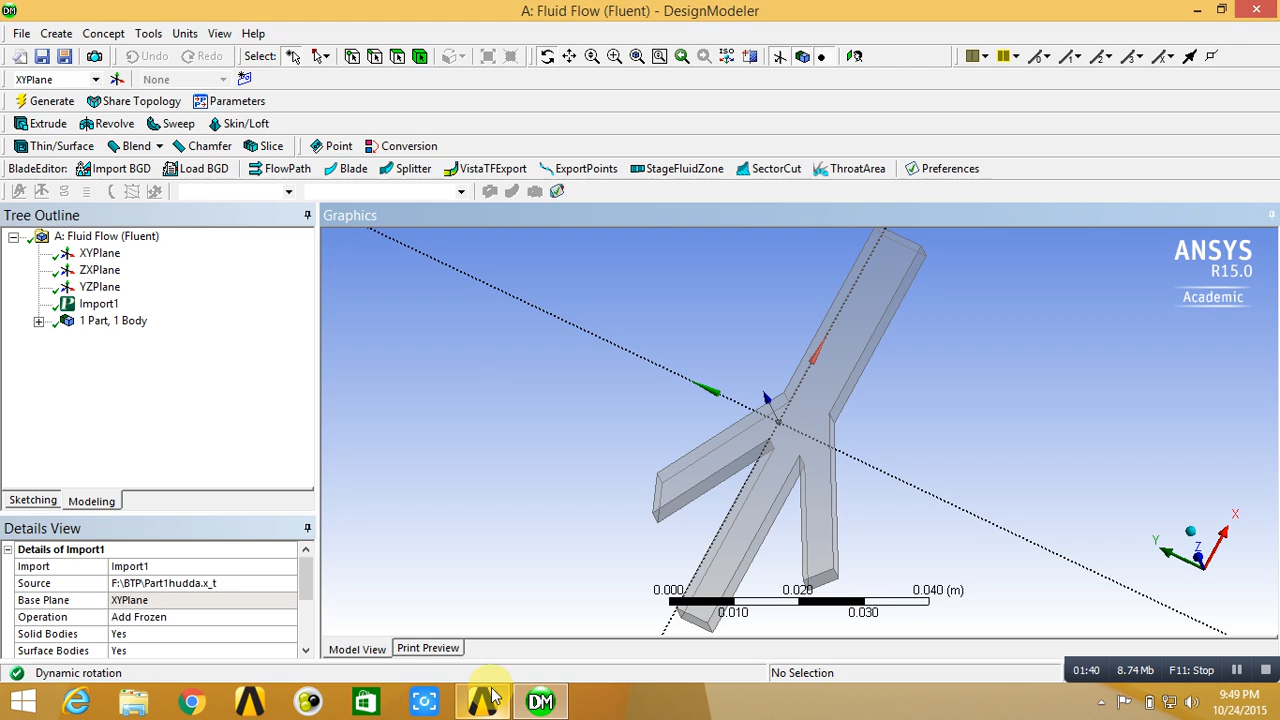 A: Fluid Flow (Fluent) - DesignModeler
File Create Concept Tools Units View Help
Undo Redo Select:
XYPlane None
Generate Share Topology Parameters
Extrude Revolve Sweep Skin/Loft
Thin/Surface Blend Chamfer Slice Point Conversion
BladeEditor: Import BGD Load BGD FlowPath Blade Splitter VistaTFExport ExportPoints StageFluidZone SectorCut ThroatArea Preferences
Tree Outline
A: Fluid Flow (Fluent)
XYPlane
ZXPlane
YZPlane
Import1
1 Part, 1 Body
Sketching Modeling
Details View
Details of Import1
Import Import1
Source F:\BTP\Part1hudda.x_t
Base Plane XYPlane
Operation Add Frozen
Solid Bodies Yes
Surface Bodies Yes
Graphics
ANSYS
R15.0
Academic
X
Y
Z
0.000 0.020 0.040 (m)
0.010 0.030
Model View Print Preview
Dynamic rotation No Selection
01:40 8.74 Mb F11: Stop
DM
9:49 PM
10/24/2015